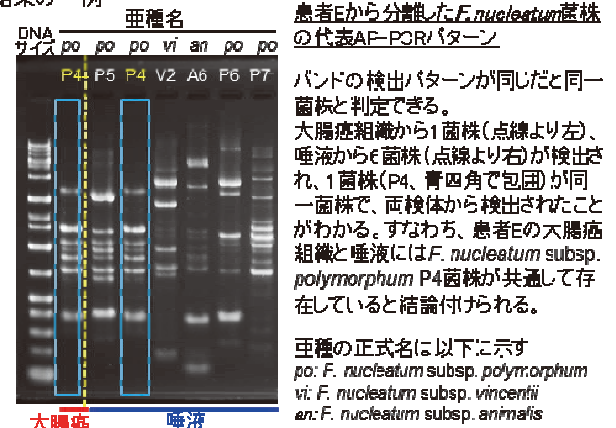 亜種名
DNA
サイズ po po po vi an po po
P4 P5 P4 V2 A6 P6 P7
大腸癌 唾液
患者Eから分離したF. nucleatum菌株
の代表AP-PCRパターン
バンドの検出パターンが同じだと同一
菌株と判定できる。
大腸癌組織から1菌株(点線より左)、
唾液から6菌株(点線より右)が検出さ
れ、1菌株(P4、青四角で包囲)が同
一菌株で、両検体から検出されたこと
がわかる。すなわち、患者Eの大腸癌
組織と唾液にはF. nucleatum subsp.
polymorphum P4菌株が共通して存
在していると結論付けられる。
亜種の正式名は以下に示す
po: F. nucleatum subsp. polymorphum
vi: F. nucleatum subsp. vincentii
an: F. nucleatum subsp. animalis